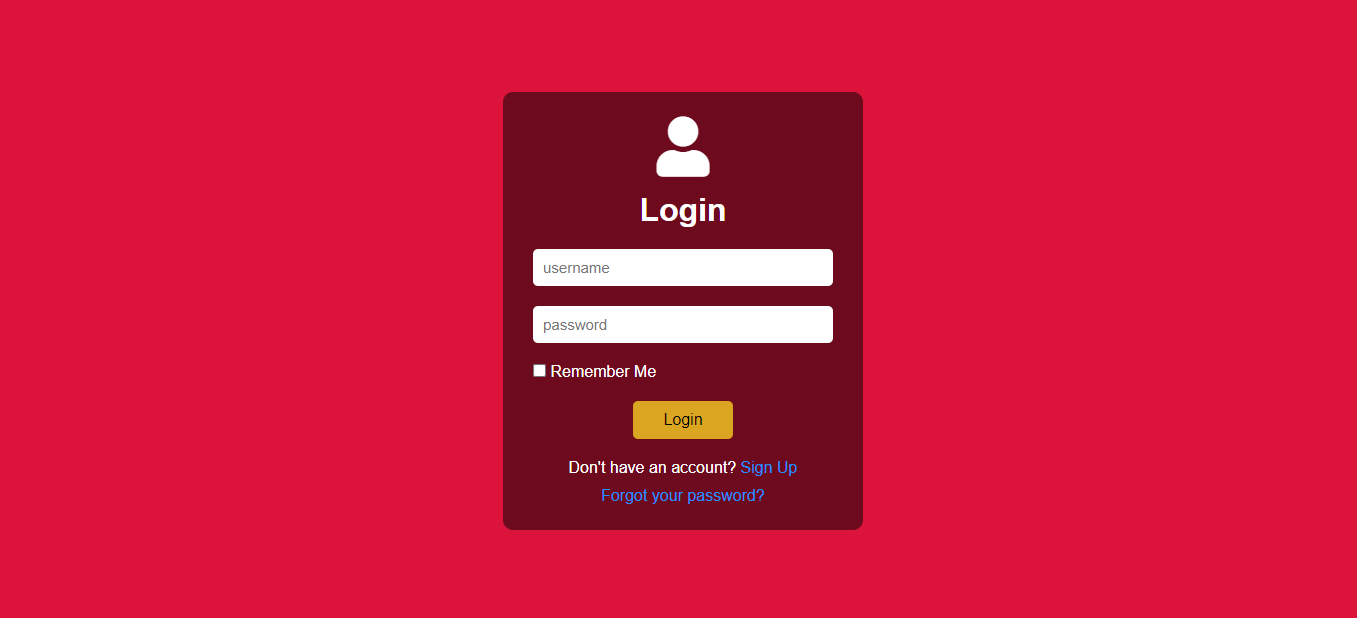 Login
username
password
Remember Me
Login
Don't have an account? Sign Up
Forgot your password?